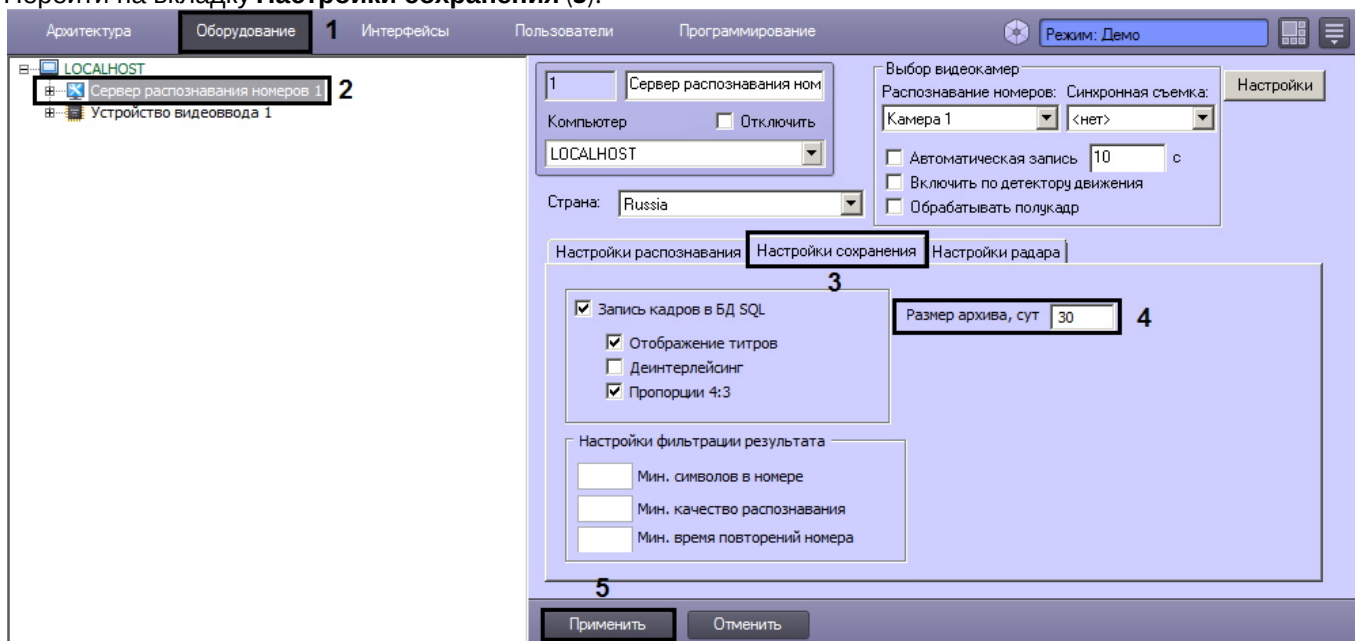 Перейти на вкладку Настройки сохранения (3).
Архитектура Оборудование 1 Интерфейсы Пользователи Программирование Режим: Демо
LOCALHOST
Сервер распознавания номеров 1 2
Устройство видеоввода 1
1 Сервер распознавания ном
Компьютер Отключить
LOCALHOST
Страна: Russia
Выбор видеокамер
Распознавание номеров: Синхронная съемка:
Камера 1 <нет>
Автоматическая запись 10 с
Включить по детектору движения
Обрабатывать полукадр
Настройки
Настройки распознавания Настройки сохранения Настройки радара
3
Запись кадров в БД SQL
Отображение титров
Деинтерлейсинг
Пропорции 4:3
Размер архива, сут 30 4
Настройки фильтрации результата
Мин. символов в номере
Мин. качество распознавания
Мин. время повторений номера
5
Применить Отменить